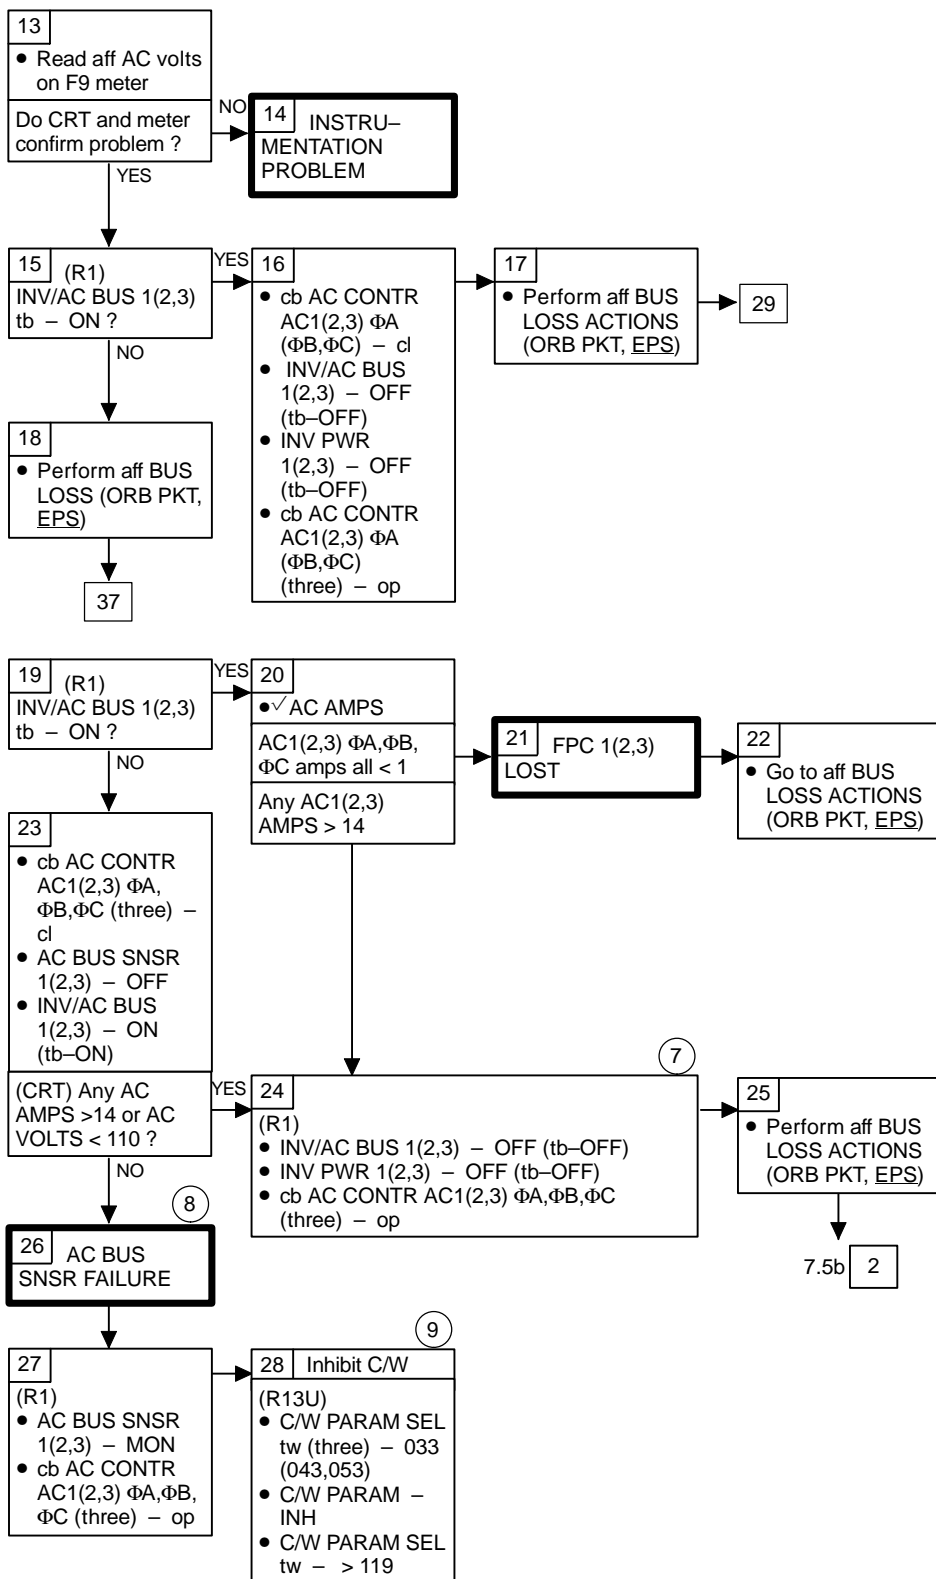 13
● Read aff AC volts
on F9 meter
Do CRT and meter
confirm problem ?
NO
14 INSTRU–
MENTATION
PROBLEM
YES
15 (R1)
INV/AC BUS 1(2,3)
tb – ON ?
YES
16
● cb AC CONTR
AC1(2,3) ΦA
(ΦB,ΦC) – cl
● INV/AC BUS
1(2,3) – OFF
(tb–OFF)
● INV PWR
1(2,3) – OFF
(tb–OFF)
● cb AC CONTR
AC1(2,3) ΦA
(ΦB,ΦC)
(three) – op
17
● Perform aff BUS
LOSS ACTIONS
(ORB PKT, EPS)
29
NO
18
● Perform aff BUS
LOSS (ORB PKT,
EPS)
37
19 (R1)
INV/AC BUS 1(2,3)
tb – ON ?
YES
20
●√AC AMPS
AC1(2,3) ΦA,ΦB,
ΦC amps all < 1
Any AC1(2,3)
AMPS > 14
21 FPC 1(2,3)
LOST
22
● Go to aff BUS
LOSS ACTIONS
(ORB PKT, EPS)
NO
23
● cb AC CONTR
AC1(2,3) ΦA,
ΦB,ΦC (three) –
cl
● AC BUS SNSR
1(2,3) – OFF
● INV/AC BUS
1(2,3) – ON
(tb–ON)
(CRT) Any AC
AMPS >14 or AC
VOLTS < 110 ?
YES
7
24
(R1)
● INV/AC BUS 1(2,3) – OFF (tb–OFF)
● INV PWR 1(2,3) – OFF (tb–OFF)
● cb AC CONTR AC1(2,3) ΦA,ΦB,ΦC
(three) – op
25
● Perform aff BUS
LOSS ACTIONS
(ORB PKT, EPS)
7.5b 2
NO
8
26 AC BUS
SNSR FAILURE
27
(R1)
● AC BUS SNSR
1(2,3) – MON
● cb AC CONTR
AC1(2,3) ΦA,ΦB,
ΦC (three) – op
9
28 Inhibit C/W
(R13U)
● C/W PARAM SEL
tw (three) – 033
(043,053)
● C/W PARAM –
INH
● C/W PARAM SEL
tw – > 119